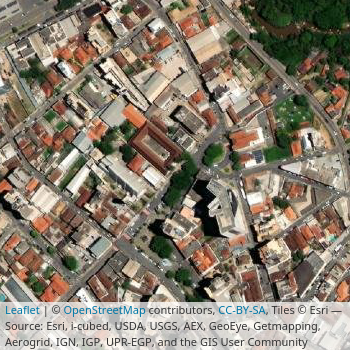 Leaflet | © OpenStreetMap contributors, CC-BY-SA, Tiles © Esri —
Source: Esri, i-cubed, USDA, USGS, AEX, GeoEye, Getmapping,
Aerogrid, IGN, IGP, UPR-EGP, and the GIS User Community